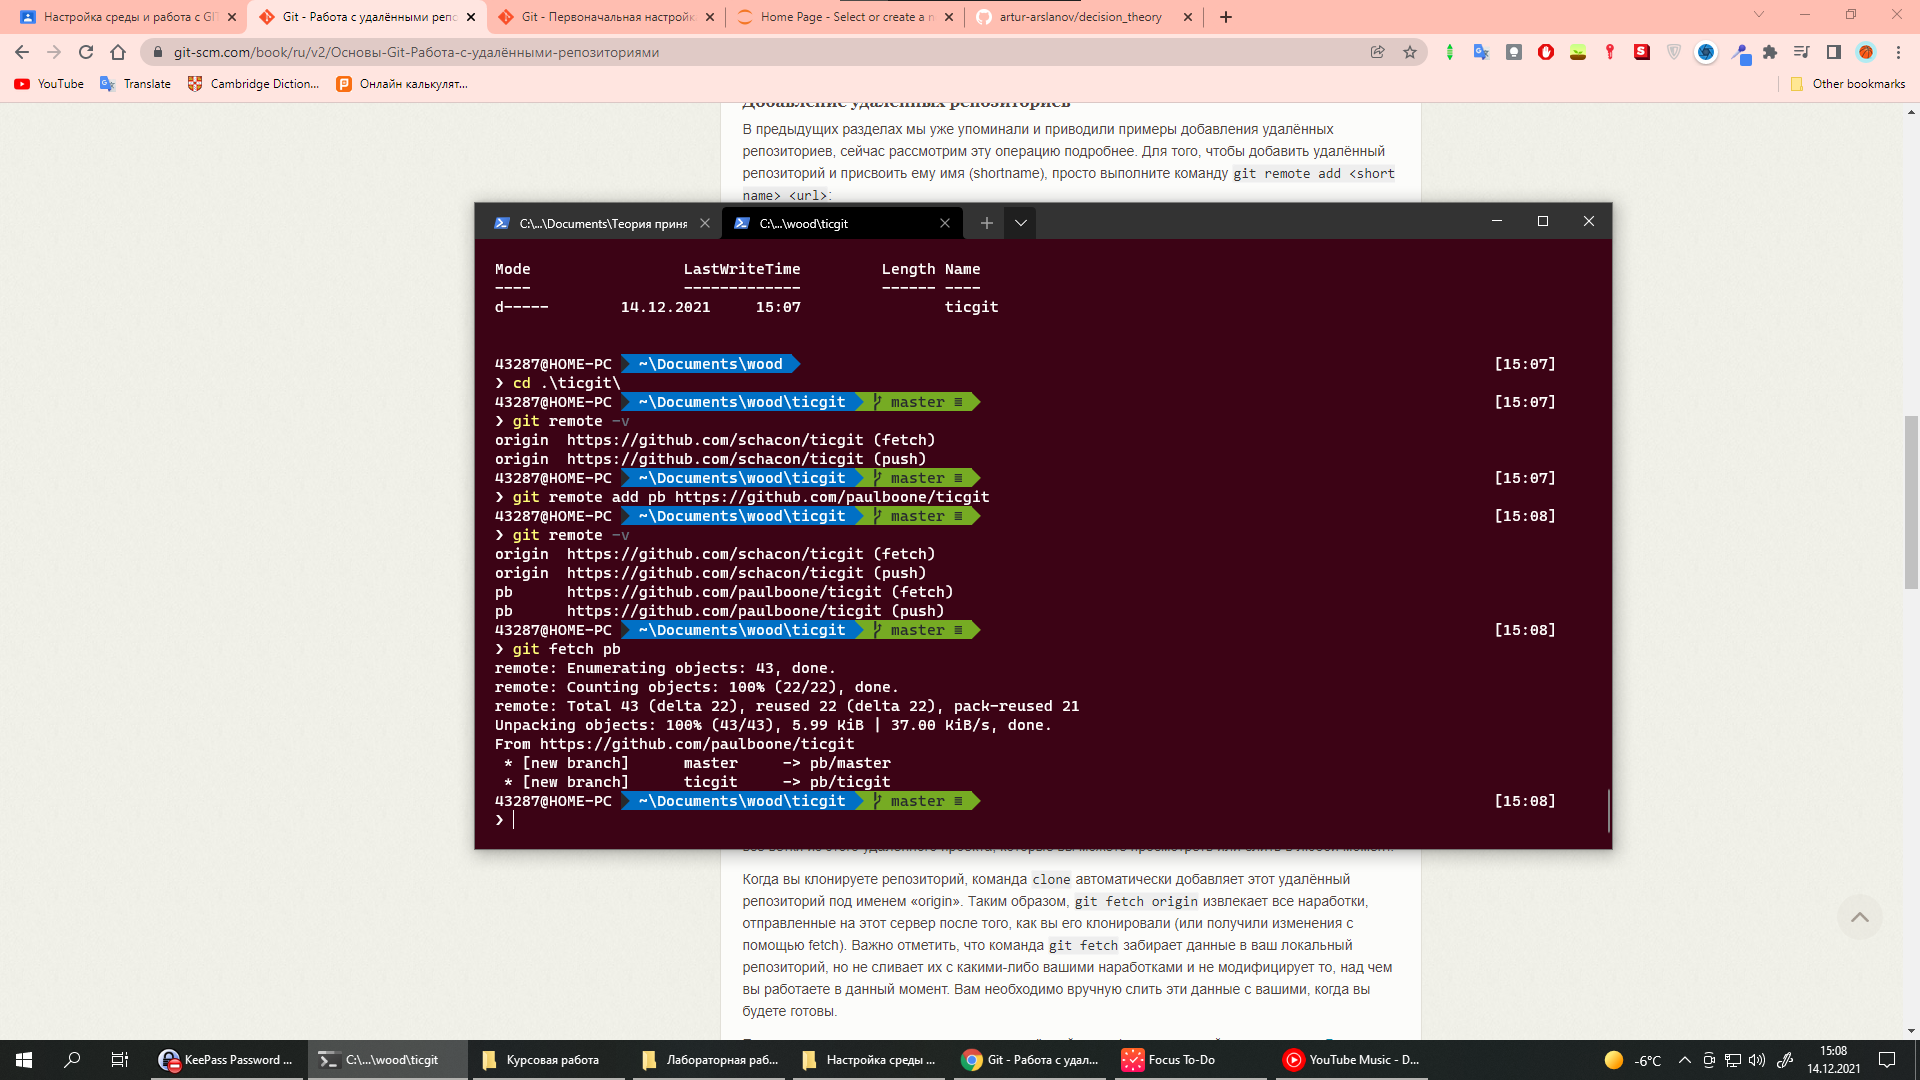 Настройка среды и работа с GI
Git - Работа с удалёнными репо
Git - Первоначальная настройк
Home Page - Select or create a n
artur-arslanov/decision_theory
git-scm.com/book/ru/v2/Основы-Git-Работа-с-удалёнными-репозиториями
YouTube
Translate
Cambridge Diction...
Онлайн калькулят...
Other bookmarks
Добавление удалённых репозиториев
В предыдущих разделах мы уже упоминали и приводили примеры добавления удалённых
репозиториев, сейчас рассмотрим эту операцию подробнее. Для того, чтобы добавить удалённый
репозиторий и присвоить ему имя (shortname), просто выполните команду git remote add <short
name> <url>:
C:\...\Documents\Теория приня
C:\...\wood\ticgit
Mode LastWriteTime Length Name
---- ------------- ------ ----
d----- 14.12.2021 15:07 ticgit
43287@HOME-PC ~\Documents\wood [15:07]
❯ cd .\ticgit\
43287@HOME-PC ~\Documents\wood\ticgit master ≡ [15:07]
❯ git remote -v
origin https://github.com/schacon/ticgit (fetch)
origin https://github.com/schacon/ticgit (push)
43287@HOME-PC ~\Documents\wood\ticgit master ≡ [15:07]
❯ git remote add pb https://github.com/paulboone/ticgit
43287@HOME-PC ~\Documents\wood\ticgit master ≡ [15:08]
❯ git remote -v
origin https://github.com/schacon/ticgit (fetch)
origin https://github.com/schacon/ticgit (push)
pb https://github.com/paulboone/ticgit (fetch)
pb https://github.com/paulboone/ticgit (push)
43287@HOME-PC ~\Documents\wood\ticgit master ≡ [15:08]
❯ git fetch pb
remote: Enumerating objects: 43, done.
remote: Counting objects: 100% (22/22), done.
remote: Total 43 (delta 22), reused 22 (delta 22), pack-reused 21
Unpacking objects: 100% (43/43), 5.99 KiB | 37.00 KiB/s, done.
From https://github.com/paulboone/ticgit
* [new branch] master -> pb/master
* [new branch] ticgit -> pb/ticgit
43287@HOME-PC ~\Documents\wood\ticgit master ≡ [15:08]
❯
Когда вы клонируете репозиторий, команда clone автоматически добавляет этот удалённый
репозиторий под именем «origin». Таким образом, git fetch origin извлекает все наработки,
отправленные на этот сервер после того, как вы его клонировали (или получили изменения с
помощью fetch). Важно отметить, что команда git fetch забирает данные в ваш локальный
репозиторий, но не сливает их с какими-либо вашими наработками и не модифицирует то, над чем
вы работаете в данный момент. Вам необходимо вручную слить эти данные с вашими, когда вы
будете готовы.
KeePass Password ...
C:\...\wood\ticgit
Курсовая работа
Лабораторная раб...
Настройка среды ...
Git - Работа с удал...
Focus To-Do
YouTube Music - D...
-6°C
15:08
14.12.2021